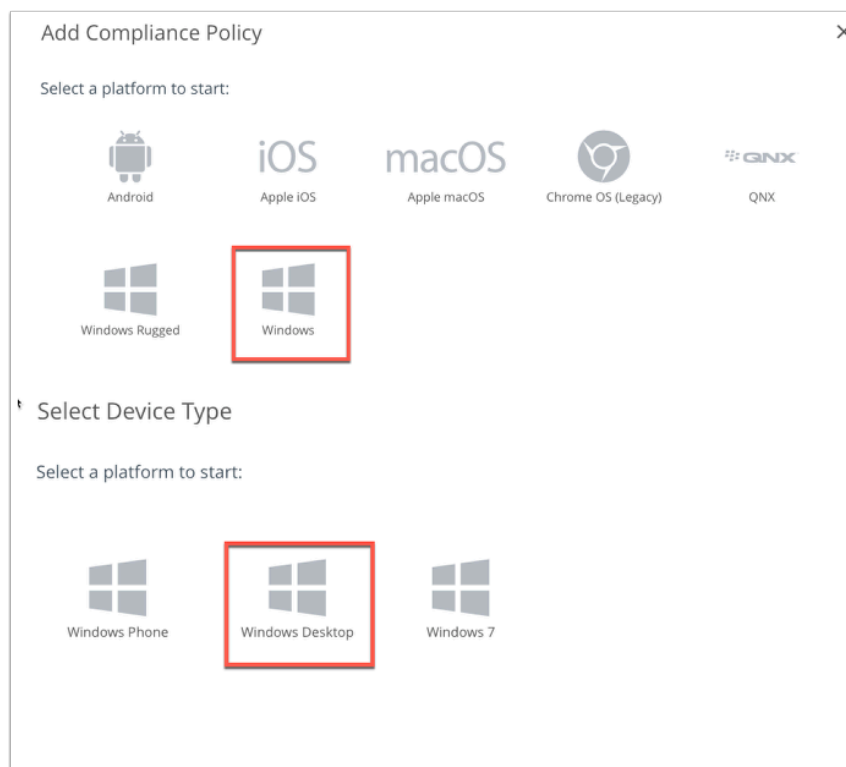 Add Compliance Policy
Select a platform to start:
iOS
macOS
QNX
Android
Apple iOS
Apple macOS
Chrome OS (Legacy)
QNX
Windows Rugged
Windows
Select Device Type
Select a platform to start:
Windows Phone
Windows Desktop
Windows 7